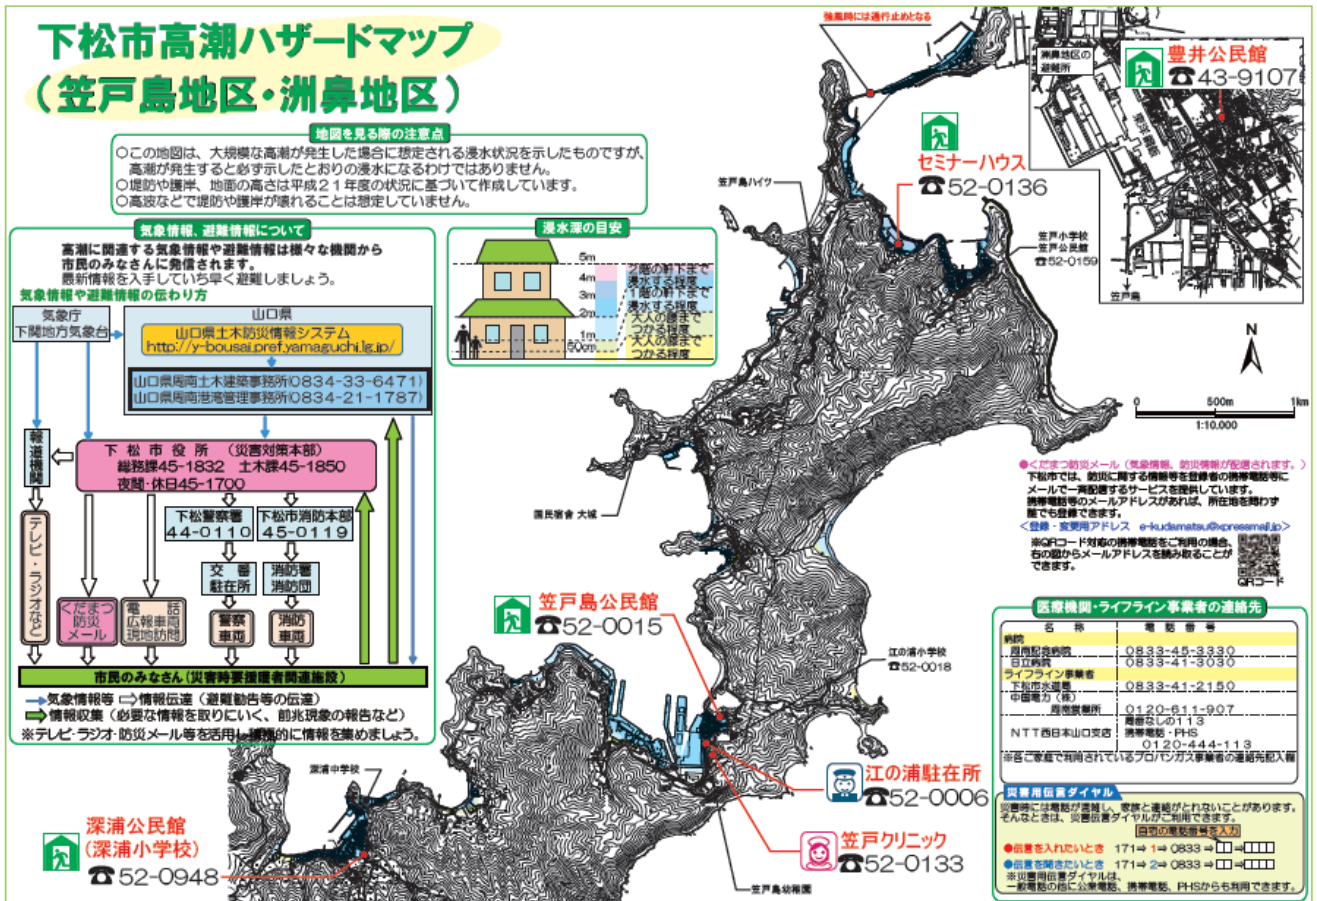 下松市高潮ハザードマップ
（笠戸島地区・洲鼻地区）
地図を見る際の注意点
○この地図は、大規模な高潮が発生した場合に想定される浸水状況を示したものですが、
高潮が発生すると必ず示したとおりの浸水になるわけではありません。
○堤防や護岸、地面の高さは平成２１年度の状況に基づいて作成しています。
○高波などで堤防や護岸が壊れることは想定していません。
気象情報、避難情報について
高潮に関連する気象情報や避難情報は様々な機関から
市民のみなさんに発信されます。
最新情報を入手していち早く避難しましょう。
気象情報や避難情報の伝わり方
気象庁
下関地方気象台
山口県
山口県土木防災情報システム
http://y-bousai.pref.yamaguchi.lg.jp/
山口県周南土木建築事務所(0834-33-6471)
山口県周南港湾管理事務所(0834-21-1787)
報道機関
下松市役所 （災害対策本部）
総務課45-1832 土木課45-1850
夜間・休日45-1700
下松警察署
44-0110
下松市消防本部
45-0119
交番
駐在所
消防署
消防団
テレビ・ラジオなど
くだまつ
防災
メール
電話
広報車両
現地訪問
警察
車両
消防
車両
市民のみなさん(災害時要援護者関連施設)
気象情報等 情報伝達（避難勧告等の伝達）
情報収集（必要な情報を取りにいく、前兆現象の報告など）
※テレビ・ラジオ・防災メール等を活用し積極的に情報を集めましょう。
浸水深の目安
5m
4m
3m
2m
1m
50cm
２階の軒下まで
浸水する程度
１階の軒下まで
浸水する程度
大人の腰まで
つかる程度
大人の膝まで
つかる程度
強風時には通行止めとなる
洲鼻地区の
避難所
豊井公民館
☎43-9107
笠戸島
セミナーハウス
☎52-0136
笠戸島ハイツ
笠戸小学校
笠戸公民館
☎52-0159
N
0 500m 1km
1:10,000
国民宿舎 大城
●くだまつ防災メール（気象情報、防災情報が配信されます。）
下松市では、防災に関する情報等を登録者の携帯電話等に
メールで一斉配信するサービスを提供しています。
携帯電話等のメールアドレスがあれば、所在地を問わず
誰でも登録できます。
＜登録・変更用アドレス e-kudamatsu@xpressmail.jp＞
※QRコード対応の携帯電話をご利用の場合、
右の図からメールアドレスを読み取ることが
できます。
QRコード
笠戸島公民館
☎52-0015
江の浦小学校
☎52-0018
江の浦駐在所
☎52-0006
笠戸クリニック
☎52-0133
笠戸島幼稚園
深浦中学校
深浦公民館
(深浦小学校)
☎52-0948
医療機関・ライフライン事業者の連絡先
名称 電話番号
病院
周南記念病院 0833-45-3330
日立病院 0833-41-3030
ライフライン事業者
下松市水道局 0833-41-2150
中国電力（株）
周南営業所 0120-611-907
局番なしの113
ＮＴＴ西日本山口支店 携帯電話・PHS
0120-444-113
※各ご家庭で利用されているプロパンガス事業者の連絡先記入欄
災害用伝言ダイヤル
災害時には電話が混雑し、家族と連絡がとれないことがあります。
そんなときは、災害伝言ダイヤルがご利用できます。
自宅の電話番号を入力
●伝言を入れたいとき 171⇒ 1⇒ 0833⇒□⇒□□□□
●伝言を聞きたいとき 171⇒ 2⇒ 0833⇒□⇒□□□□
※災害用伝言ダイヤルは、
一般電話の他に公衆電話、携帯電話、PHSからも利用できます。